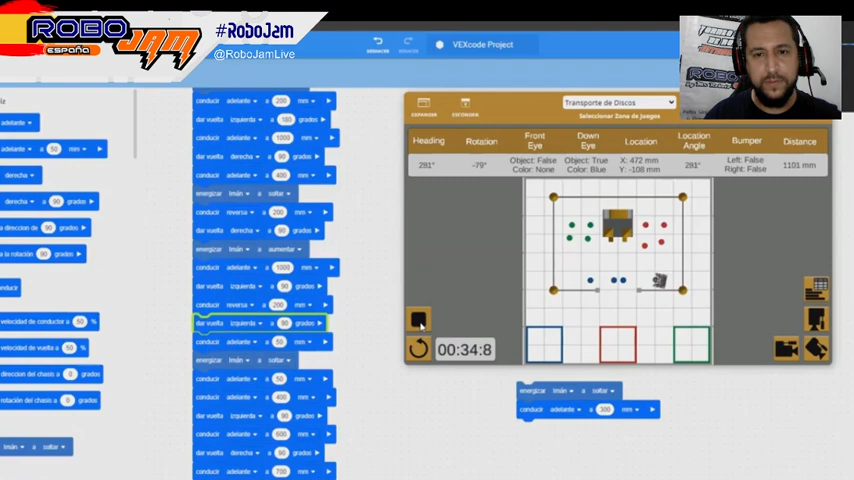 ROBO
JAM
ESPAÑA
#RoboJam
@RoboJamLive
DESHACER
REHACER
VEXcode Project
adelante
adelante a 50 mm
derecha
derecha a 90 grados
a direccion de 90 grados
a la rotación 90 grados
conducir
velocidad de conductor a 50 %
velocidad de vuelta a 50 %
direccion del chasis a 0 grados
rotación del chasis a 0 grados
Imán a soltar
conducir adelante a 200 mm
dar vuelta izquierda a 180 grados
conducir adelante a 1000 mm
dar vuelta derecha a 90 grados
conducir adelante a 400 mm
energizar Imán a soltar
conducir reversa a 200 mm
dar vuelta derecha a 90 grados
energizar Imán a aumentar
conducir adelante a 1000 mm
dar vuelta izquierda a 90 grados
conducir reversa a 200 mm
dar vuelta izquierda a 90 grados
conducir adelante a 50 mm
energizar Imán a soltar
conducir adelante a 50 mm
conducir adelante a 400 mm
dar vuelta izquierda a 90 grados
conducir adelante a 600 mm
dar vuelta derecha a 90 grados
conducir adelante a 700 mm
EXPANDIR
ESCONDER
Transporte de Discos
Seleccionar Zona de Juegos
Heading Rotation Front Eye Down Eye Location Location Angle Bumper Distance
281° -79° Object: False Color: None Object: True Color: Blue X: 472 mm Y: -108 mm 281° Left: False Right: False 1101 mm
00:34:8
energizar Imán a soltar
conducir adelante a 300 mm
ROBO